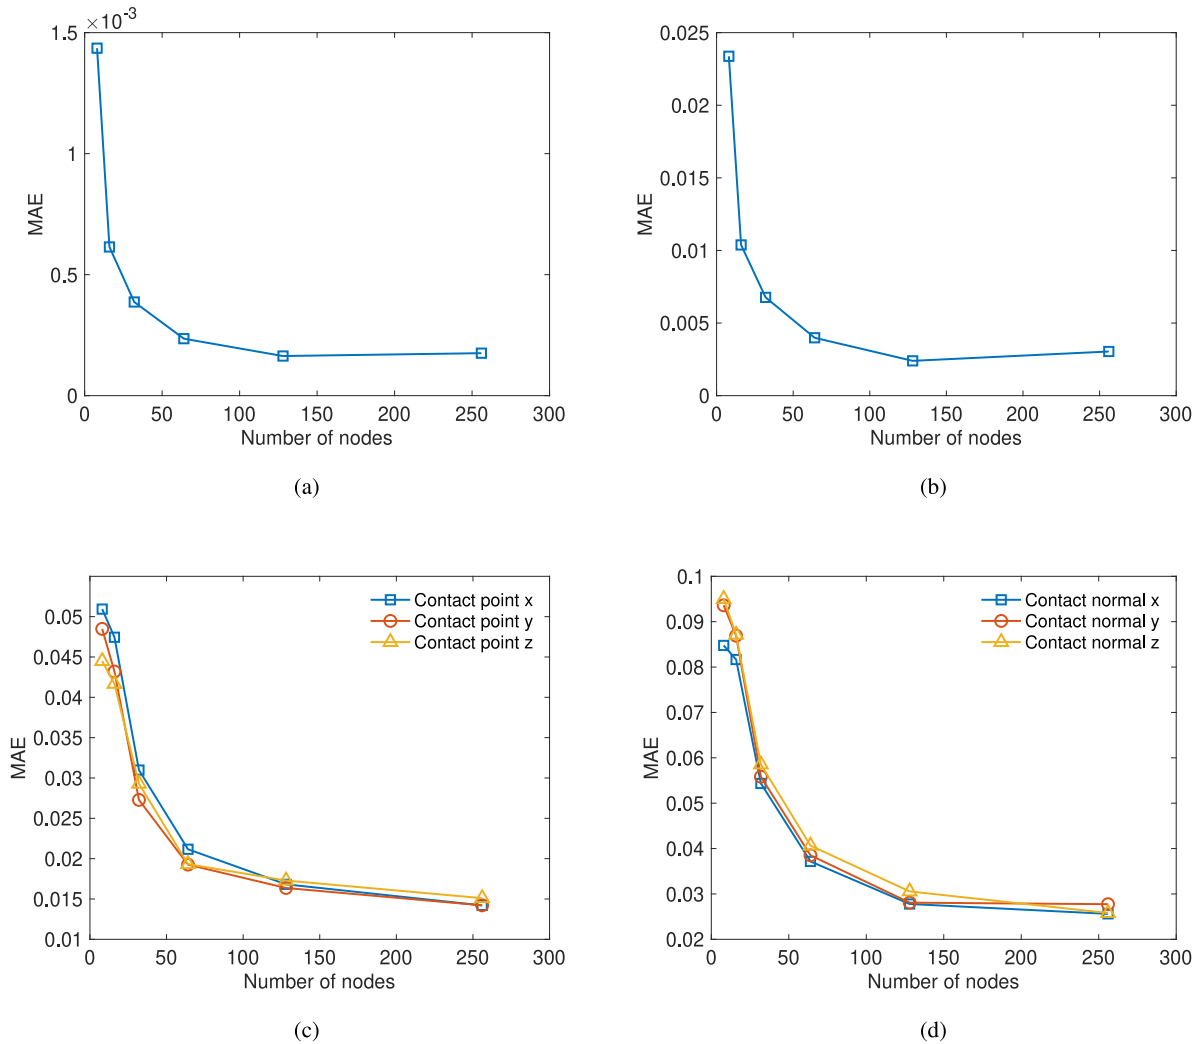 ×10⁻³
1.5
1
0.5
0
0 50 100 150 200 250 300
MAE
Number of nodes
(a)
0.025
0.02
0.015
0.01
0.005
0
0 50 100 150 200 250 300
MAE
Number of nodes
(b)
0.05
0.045
0.04
0.035
0.03
0.025
0.02
0.015
0.01
0 50 100 150 200 250 300
MAE
Number of nodes
Contact point x
Contact point y
Contact point z
(c)
0.1
0.09
0.08
0.07
0.06
0.05
0.04
0.03
0.02
0 50 100 150 200 250 300
MAE
Number of nodes
Contact normal x
Contact normal y
Contact normal z
(d)